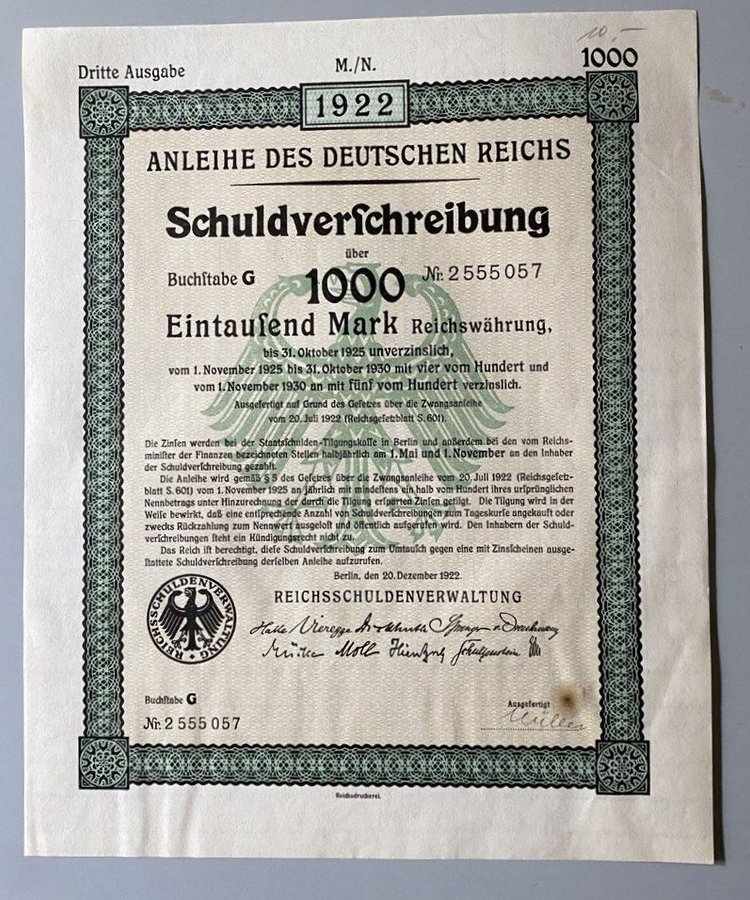 10,-
Dritte Ausgabe
M./N.
1000
1922
ANLEIHE DES DEUTSCHEN REICHS
Schuldverſchreibung
über
Buchſtabe G 1000 Nr. 2555057
Eintauſend Mark Reichswährung,
bis 31. Oktober 1925 unverzinslich,
vom 1. November 1925 bis 31. Oktober 1930 mit vier vom Hundert und
vom 1. November 1930 an mit fünf vom Hundert verzinslich.
Ausgefertigt auf Grund des Geſetzes über die Zwangsanleihe
vom 20. Juli 1922 (Reichsgeſetzblatt S. 601).
Die Zinſen werden bei der Staatsſchulden-Tilgungskaſſe in Berlin und außerdem bei den vom Reichs-
miniſter der Finanzen bezeichneten Stellen halbjährlich am 1. Mai und 1. November an den Inhaber
der Schuldverſchreibung gezahlt.
Die Anleihe wird gemäß § 5 des Geſetzes über die Zwangsanleihe vom 20. Juli 1922 (Reichsgeſetz-
blatt S. 601) vom 1. November 1925 an jährlich mit mindeſtens ein halb vom Hundert ihres urſprünglichen
Nennbetrags unter Hinzurechnung der durch die Tilgung erſparten Zinſen getilgt. Die Tilgung wird in der
Weiſe bewirkt, daß eine entſprechende Anzahl von Schuldverſchreibungen zum Tageskurſe angekauft oder
zwecks Rückzahlung zum Nennwert ausgeloſt und öffentlich aufgerufen wird. Den Inhabern der Schuld-
verſchreibungen ſteht ein Kündigungsrecht nicht zu.
Das Reich iſt berechtigt, dieſe Schuldverſchreibung zum Umtauſch gegen eine mit Zinsſcheinen ausge-
ſtattete Schuldverſchreibung derſelben Anleihe aufzurufen.
Berlin, den 20. Dezember 1922.
REICHSSCHULDENVERWALTUNG
REICHSSCHULDENVERWALTUNG
Halle Vieregge
Mücke Moll
Buchſtabe G
Nr. 2555057
Ausgefertigt
Müller
Reichsdruckerei.